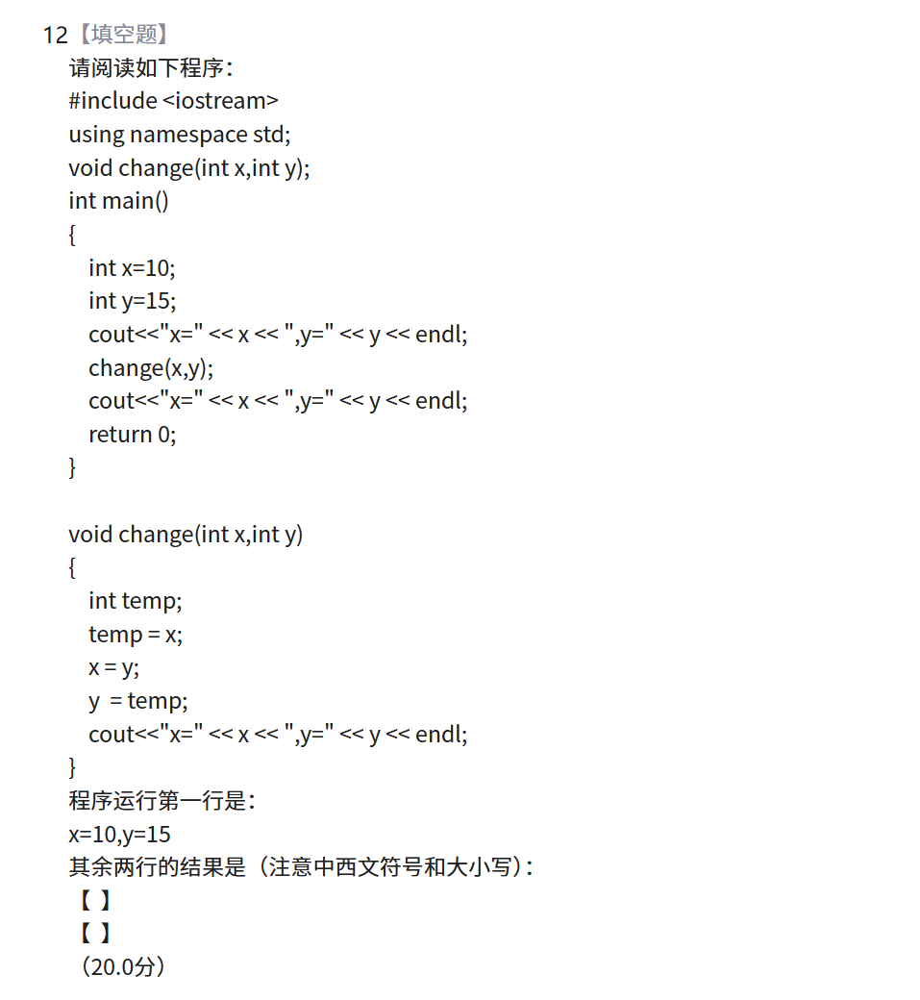 12【填空题】
请阅读如下程序：
#include <iostream>
using namespace std;
void change(int x,int y);
int main()
{
int x=10;
int y=15;
cout<<"x=" << x << ",y=" << y << endl;
change(x,y);
cout<<"x=" << x << ",y=" << y << endl;
return 0;
}
void change(int x,int y)
{
int temp;
temp = x;
x = y;
y  = temp;
cout<<"x=" << x << ",y=" << y << endl;
}
程序运行第一行是：
x=10,y=15
其余两行的结果是（注意中西文符号和大小写）：
【 】
【 】
（20.0分）